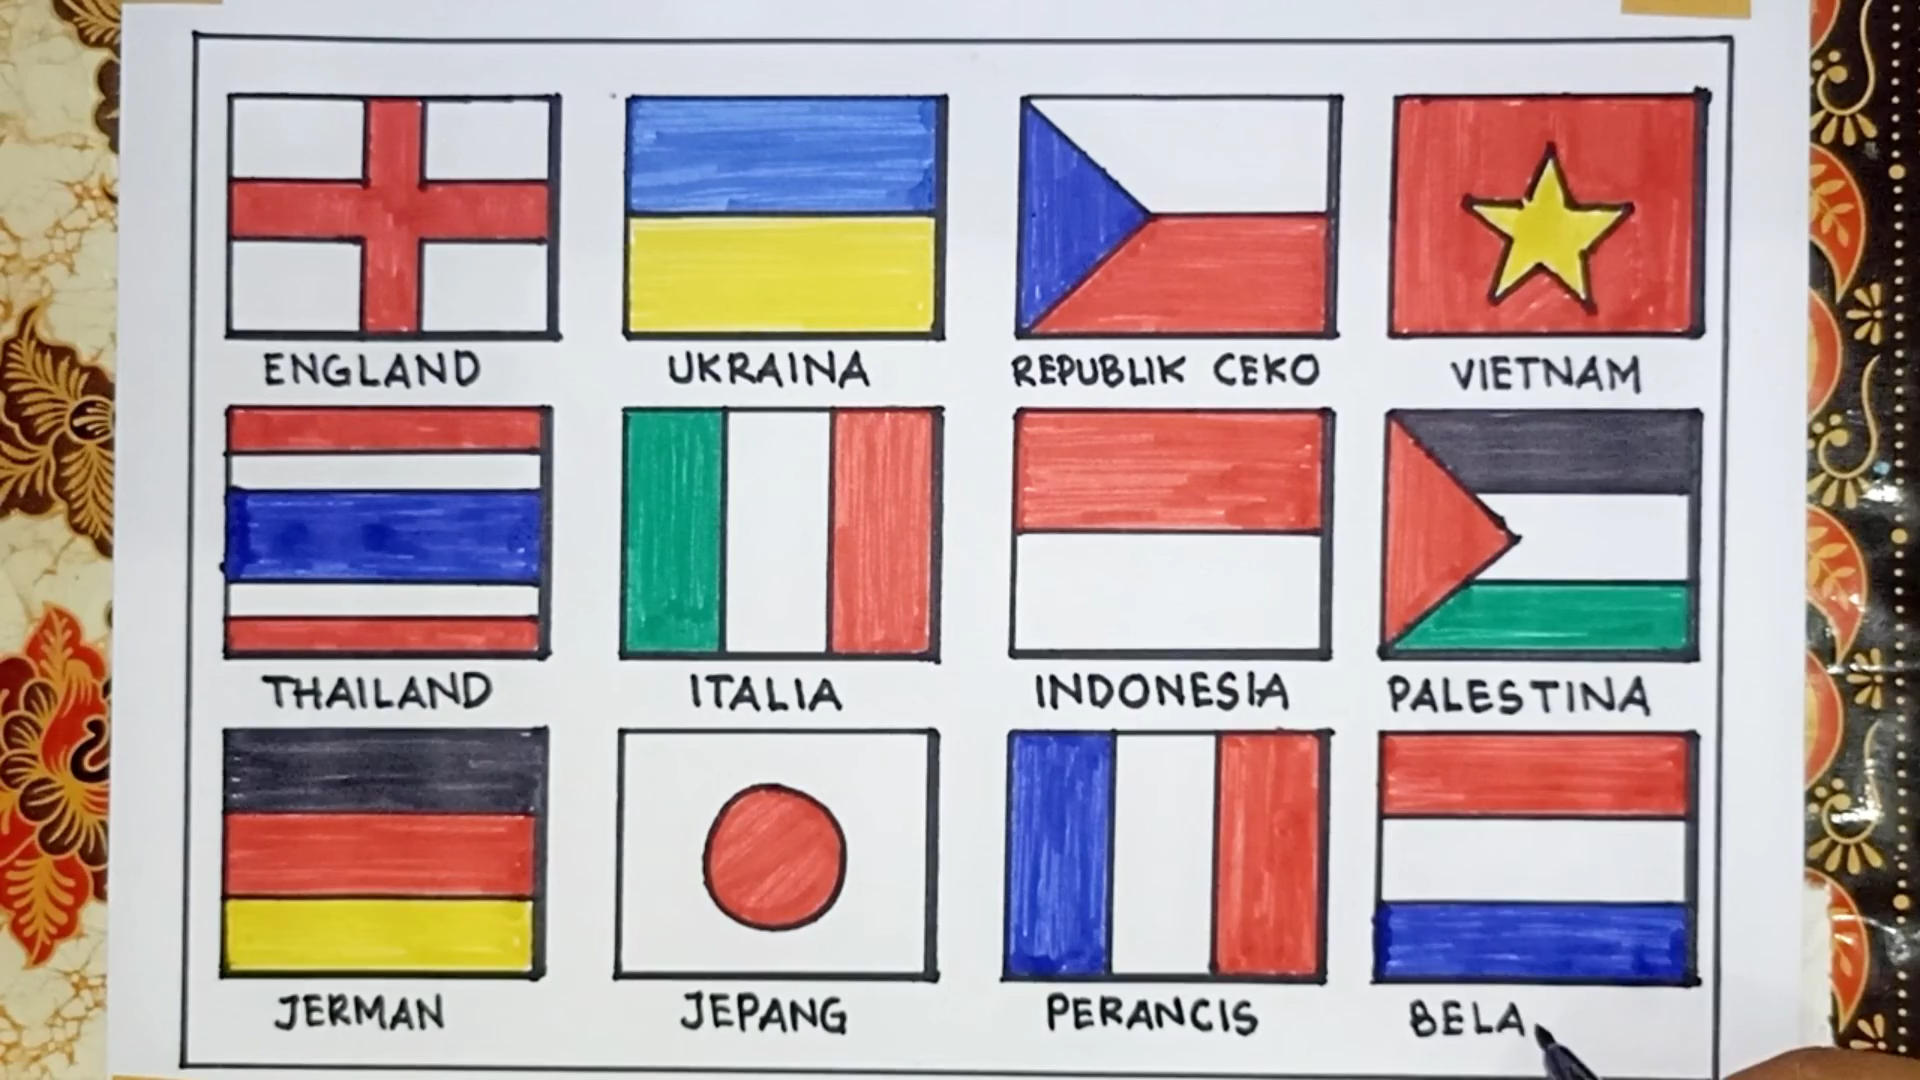 ENGLAND
UKRAINA
REPUBLIK CEKO
VIETNAM
THAILAND
ITALIA
INDONESIA
PALESTINA
JERMAN
JEPANG
PERANCIS
BELA